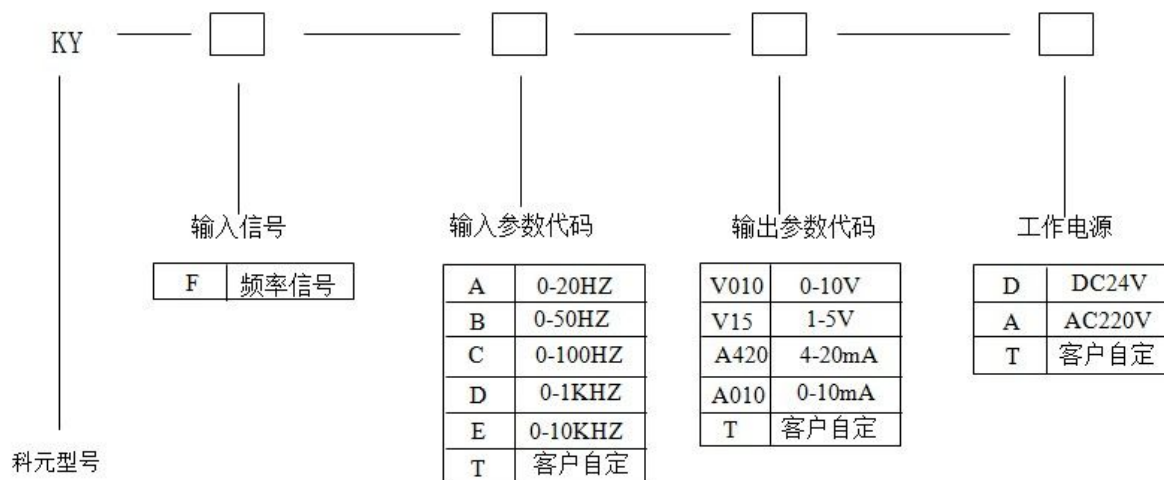 KY
输入信号 输入参数代码 输出参数代码 工作电源
F 频率信号
A 0-20HZ
B 0-50HZ
C 0-100HZ
D 0-1KHZ
E 0-10KHZ
T 客户自定
V010 0-10V
V15 1-5V
A420 4-20mA
A010 0-10mA
T 客户自定
D DC24V
A AC220V
T 客户自定
科元型号